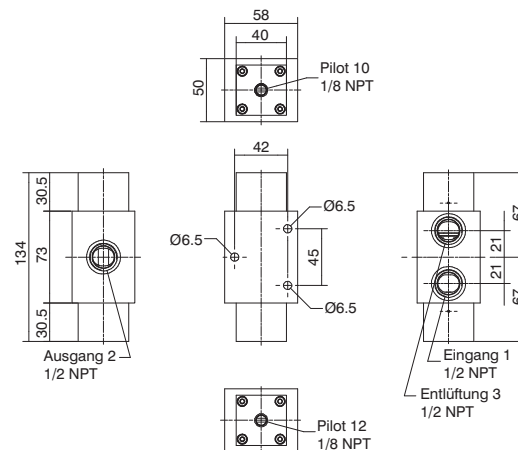 58
40
50
Pilot 10
1/8 NPT
42
30.5
134
73
30.5
Ø6.5
Ø6.5
45
Ø6.5
67
21
21
67
Ausgang 2
1/2 NPT
Eingang 1
1/2 NPT
Entlüftung 3
1/2 NPT
Pilot 12
1/8 NPT